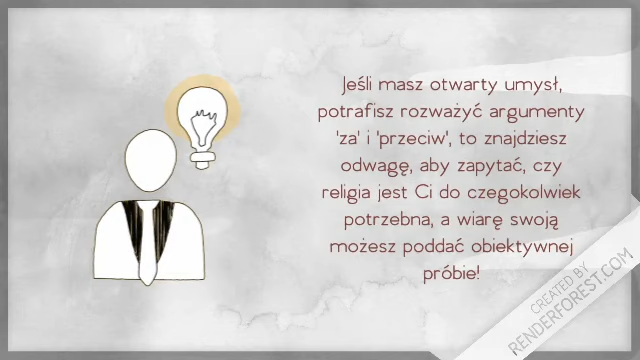 Jeśli masz otwarty umysł,
potrafisz rozważyć argumenty
'za' i 'przeciw', to znajdziesz
odwagę, aby zapytać, czy
religia jest Ci do czegokolwiek
potrzebna, a wiarę swoją
możesz poddać obiektywnej
próbie!
CREATED BY
RENDERFOREST.COM